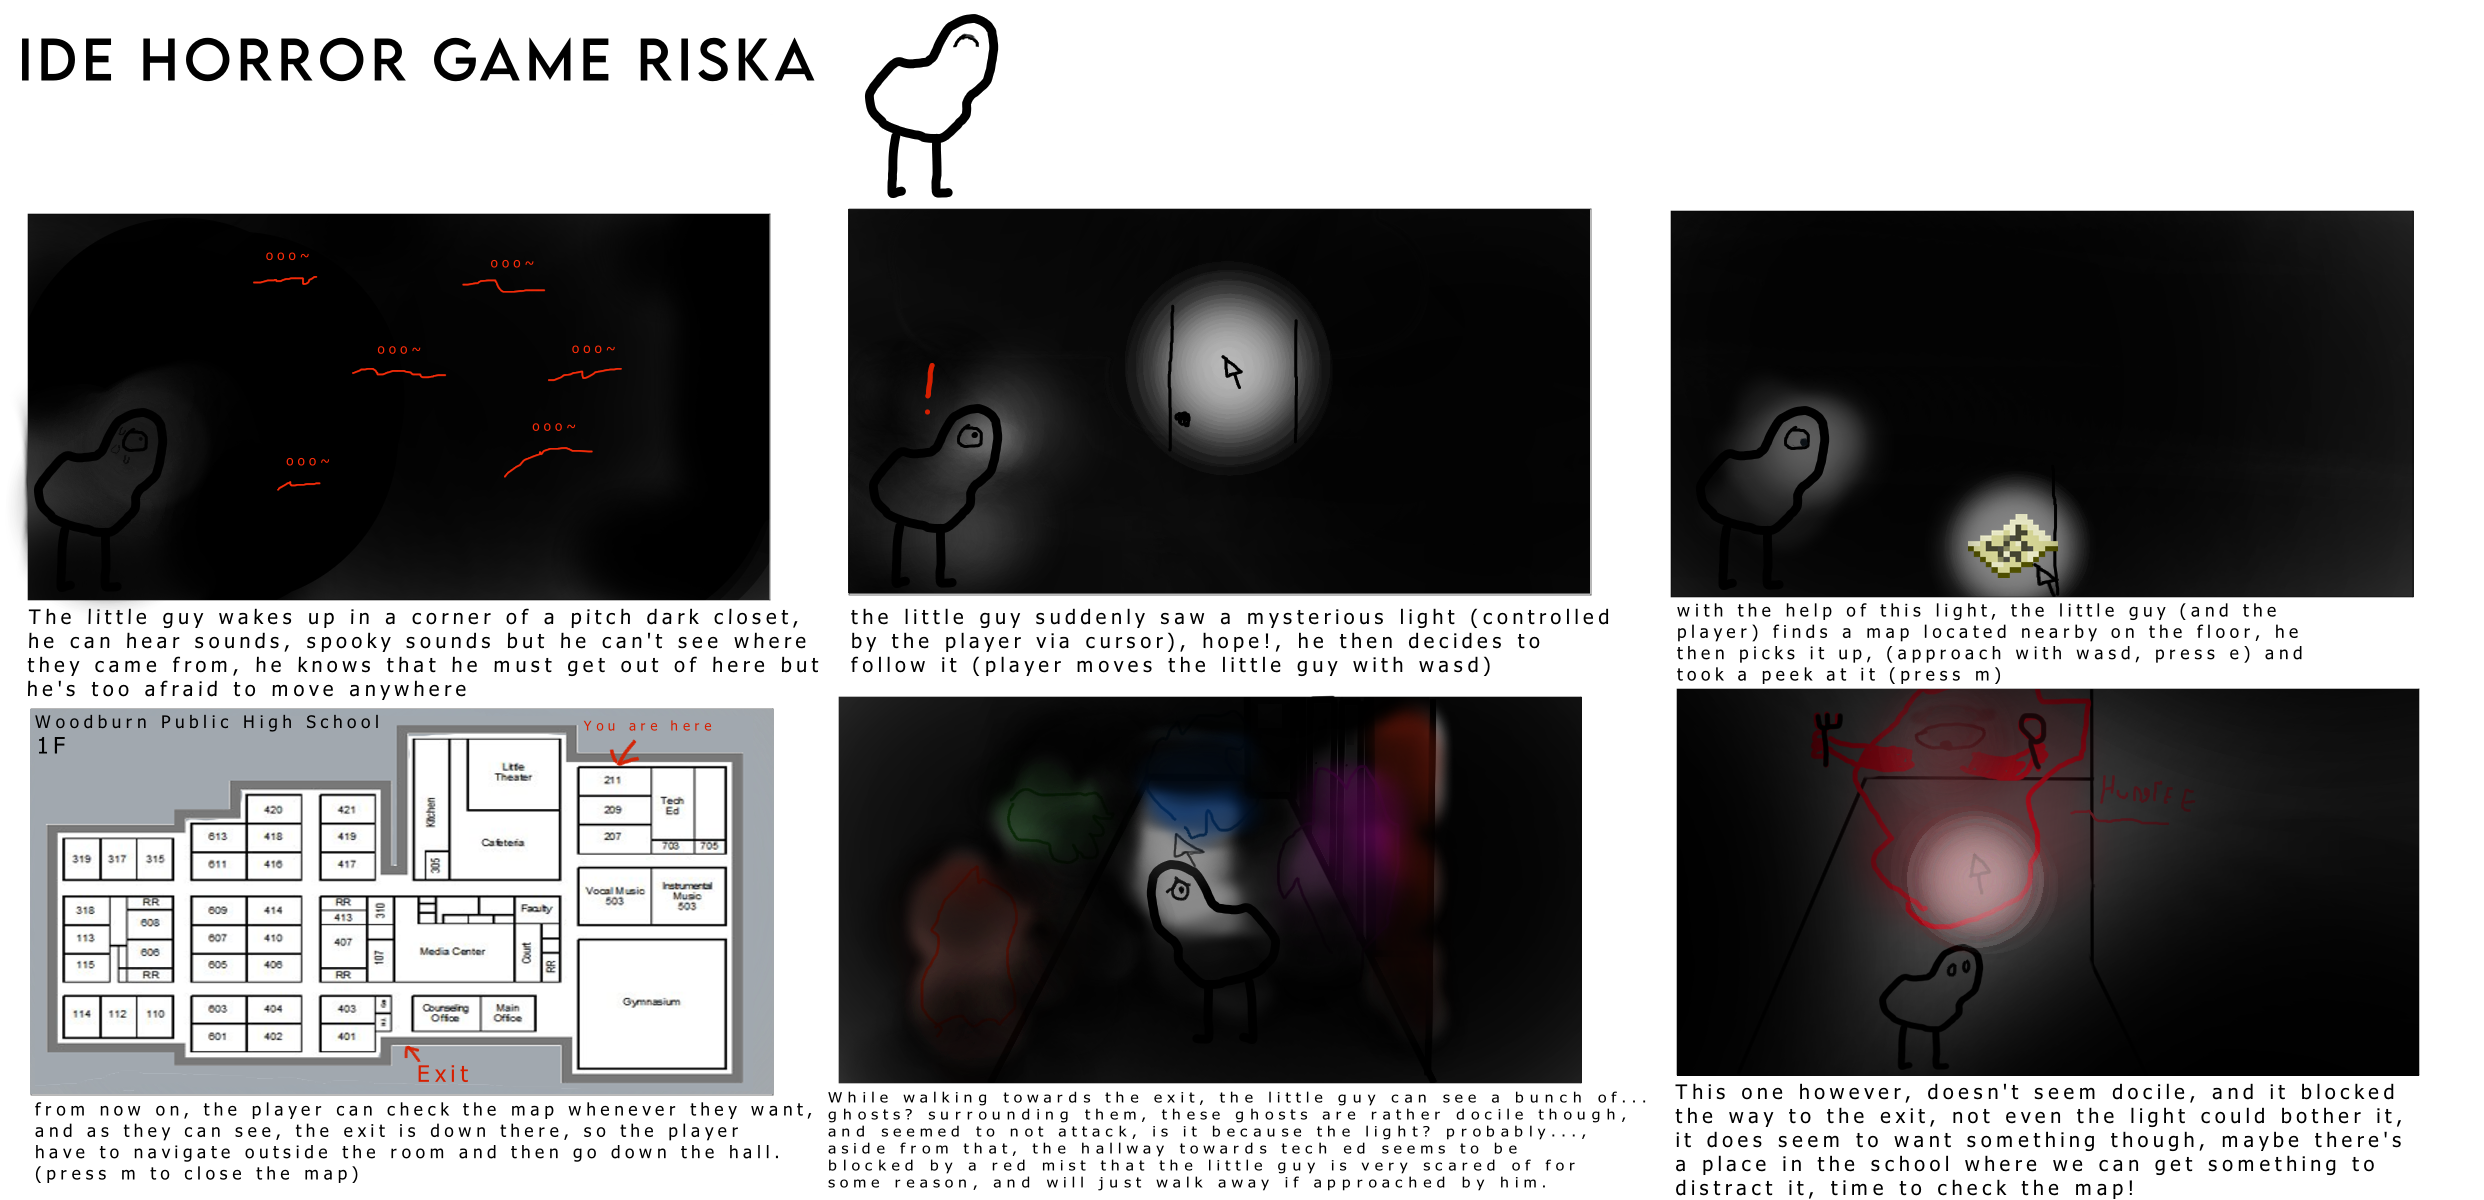 IDE HORROR GAME RISKA
ooo~
ooo~
ooo~
ooo~
ooo~
ooo~
The little guy wakes up in a corner of a pitch dark closet,
he can hear sounds, spooky sounds but he can't see where
they came from, he knows that he must get out of here but
he's too afraid to move anywhere
!
the little guy suddenly saw a mysterious light (controlled
by the player via cursor), hope!, he then decides to
follow it (player moves the little guy with wasd)
with the help of this light, the little guy (and the
player) finds a map located nearby on the floor, he
then picks it up, (approach with wasd, press e) and
took a peek at it (press m)
Woodburn Public High School
1F
You are here
Little
Theater
Kitchen
Cafeteria
305
211
209
207
Tech
Ed
703
705
420
421
613
418
419
611
416
417
319
317
315
Vocal Music
503
Instrumental
Music
503
318
RR
608
113
606
115
RR
609
414
607
410
605
406
RR
413
310
407
107
RR
Media Center
Faculty
Court
RR
Gymnasium
114
112
110
603
404
601
402
403
401
Counseling
Office
Main
Office
Exit
from now on, the player can check the map whenever they want,
and as they can see, the exit is down there, so the player
have to navigate outside the room and then go down the hall.
(press m to close the map)
While walking towards the exit, the little guy can see a bunch of...
ghosts? surrounding them, these ghosts are rather docile though,
and seemed to not attack, is it because the light? probably...,
aside from that, the hallway towards tech ed seems to be
blocked by a red mist that the little guy is very scared of for
some reason, and will just walk away if approached by him.
This one however, doesn't seem docile, and it blocked
the way to the exit, not even the light could bother it,
it does seem to want something though, maybe there's
a place in the school where we can get something to
distract it, time to check the map!